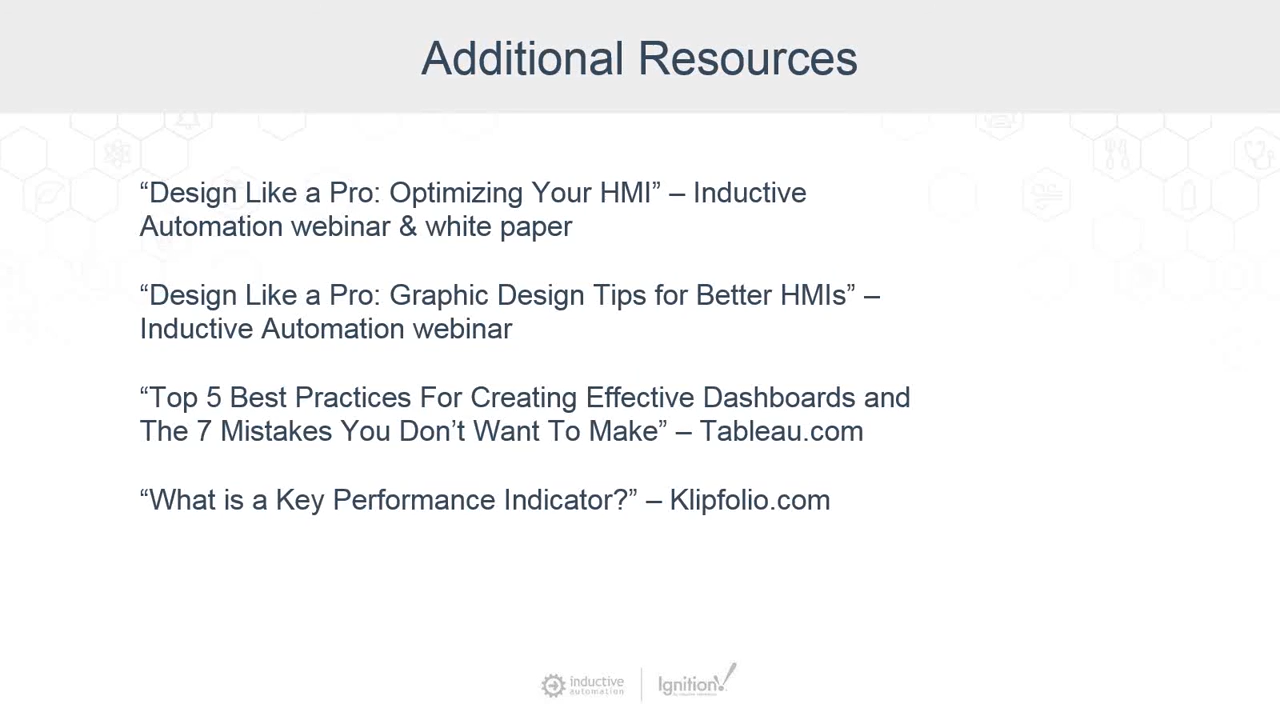 Additional Resources
“Design Like a Pro: Optimizing Your HMI” – Inductive
Automation webinar & white paper
“Design Like a Pro: Graphic Design Tips for Better HMIs” –
Inductive Automation webinar
“Top 5 Best Practices For Creating Effective Dashboards and
The 7 Mistakes You Don’t Want To Make” – Tableau.com
“What is a Key Performance Indicator?” – Klipfolio.com
inductive
automation
Ignition!